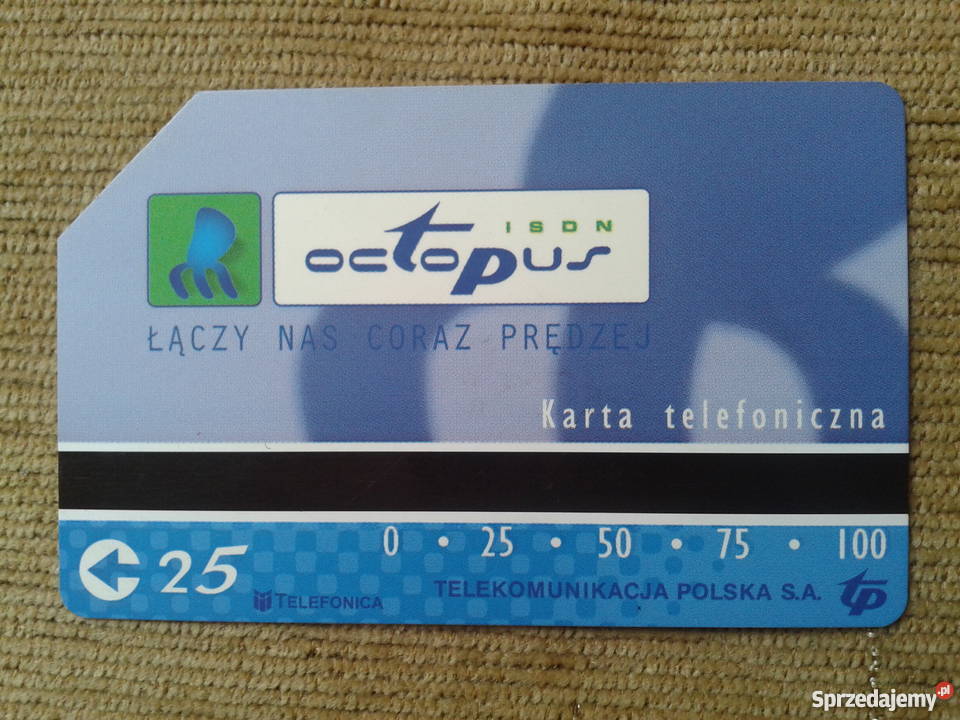 ISDN
octopus
ŁĄCZY NAS CORAZ PRĘDZEJ
Karta telefoniczna
0 • 25 • 50 • 75 • 100
25
TELEFONICA
TELEKOMUNIKACJA POLSKA S.A. tp
Sprzedajemy.pl